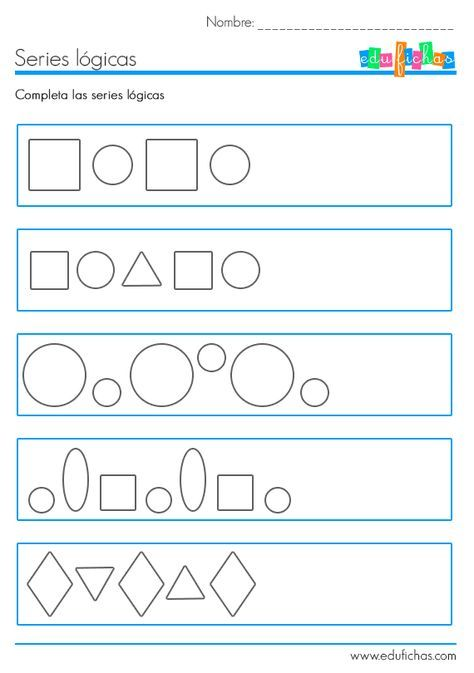 Nombre:___________________________
Series lógicas
edufichas
Completa las series lógicas
www.edufichas.com